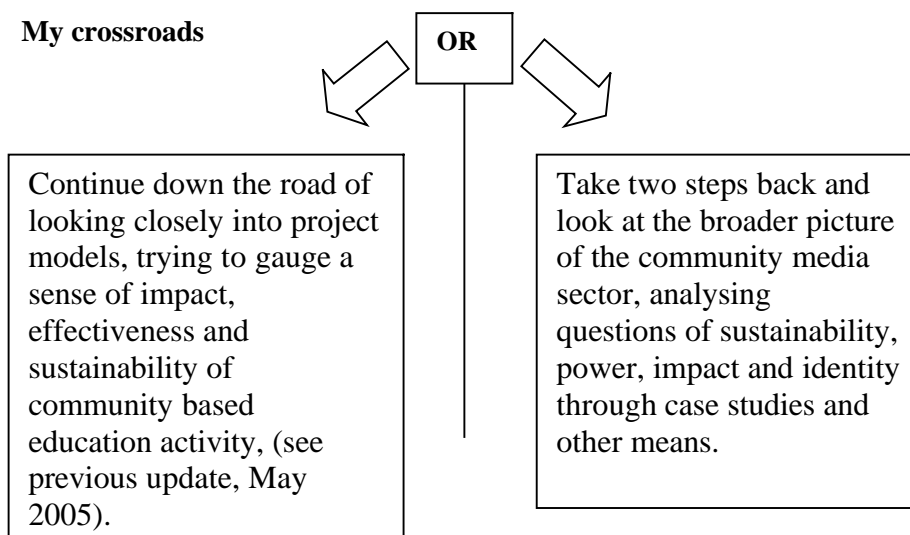 My crossroads
OR
Continue down the road of
looking closely into project
models, trying to gauge a
sense of impact,
effectiveness and
sustainability of
community based
education activity, (see
previous update, May
2005).
Take two steps back and
look at the broader picture
of the community media
sector, analysing
questions of sustainability,
power, impact and identity
through case studies and
other means.